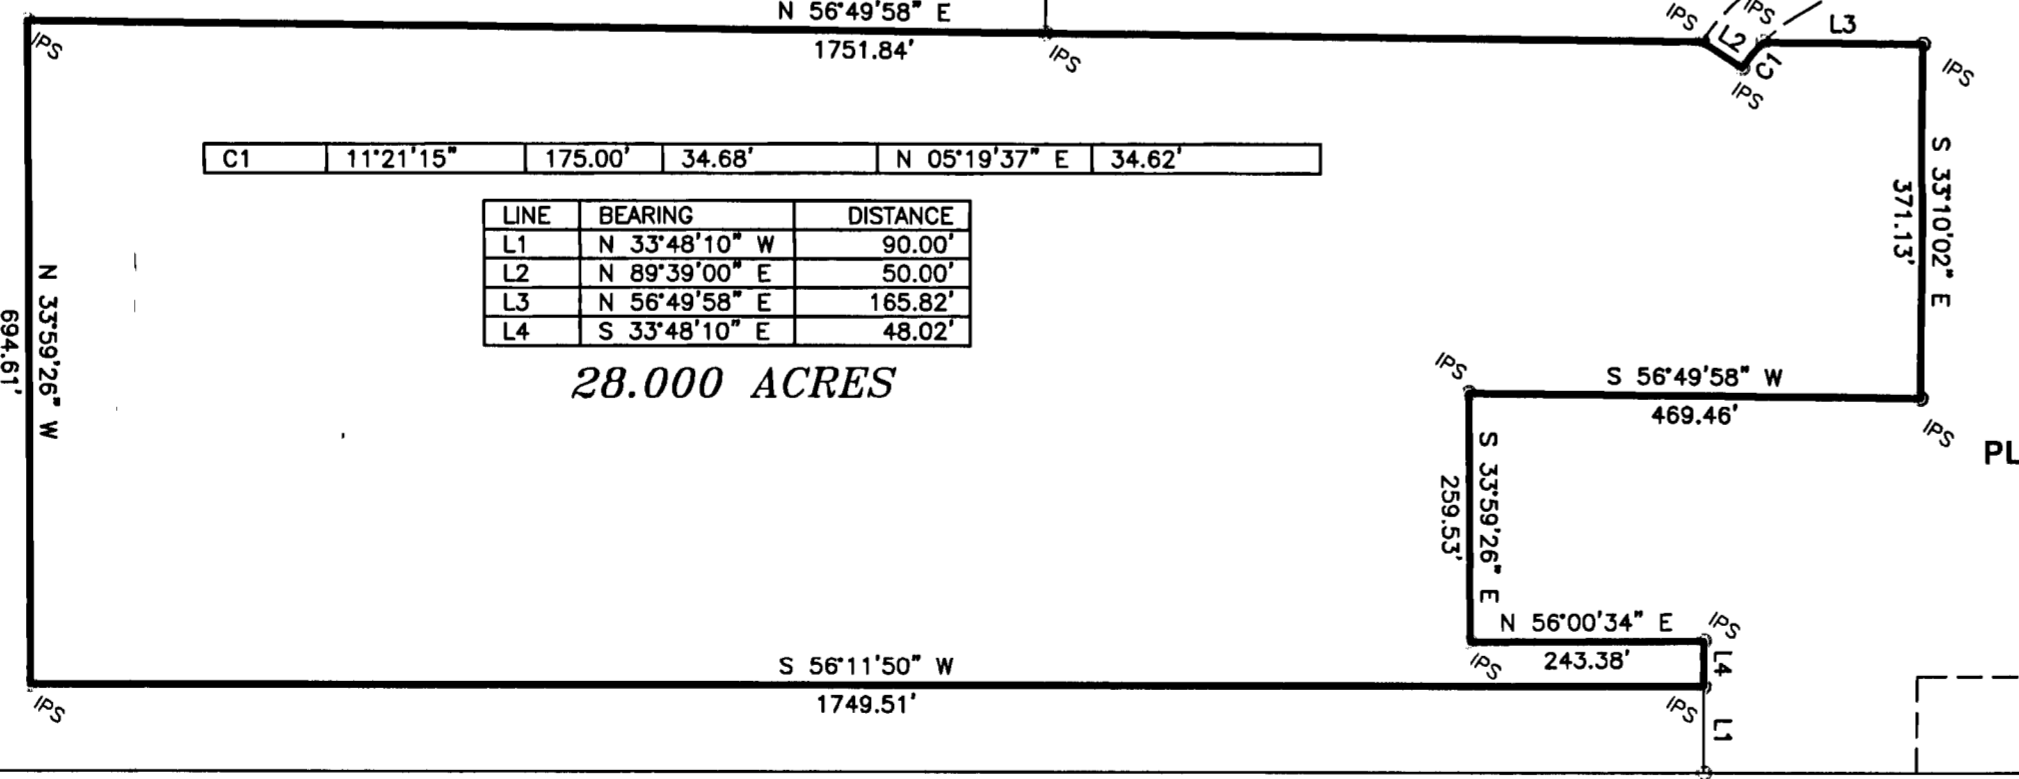 N 56°49'58" E
1751.84'
IPS
IPS
IPS
L2
IPS
C1
IPS
L3
IPS
S 33°10'02" E
371.13'
C1 11°21'15" 175.00' 34.68' N 05°19'37" E 34.62'
LINE BEARING DISTANCE
L1 N 33°48'10" W 90.00'
L2 N 89°39'00" E 50.00'
L3 N 56°49'58" E 165.82'
L4 S 33°48'10" E 48.02'
28.000 ACRES
N 33°59'26" W
694.61'
IPS
S 56°49'58" W
469.46'
IPS
PL
S 33°59'26" E
259.53'
N 56°00'34" E
243.38'
IPS
IPS
L4
S 56°11'50" W
1749.51'
IPS
IPS
L1